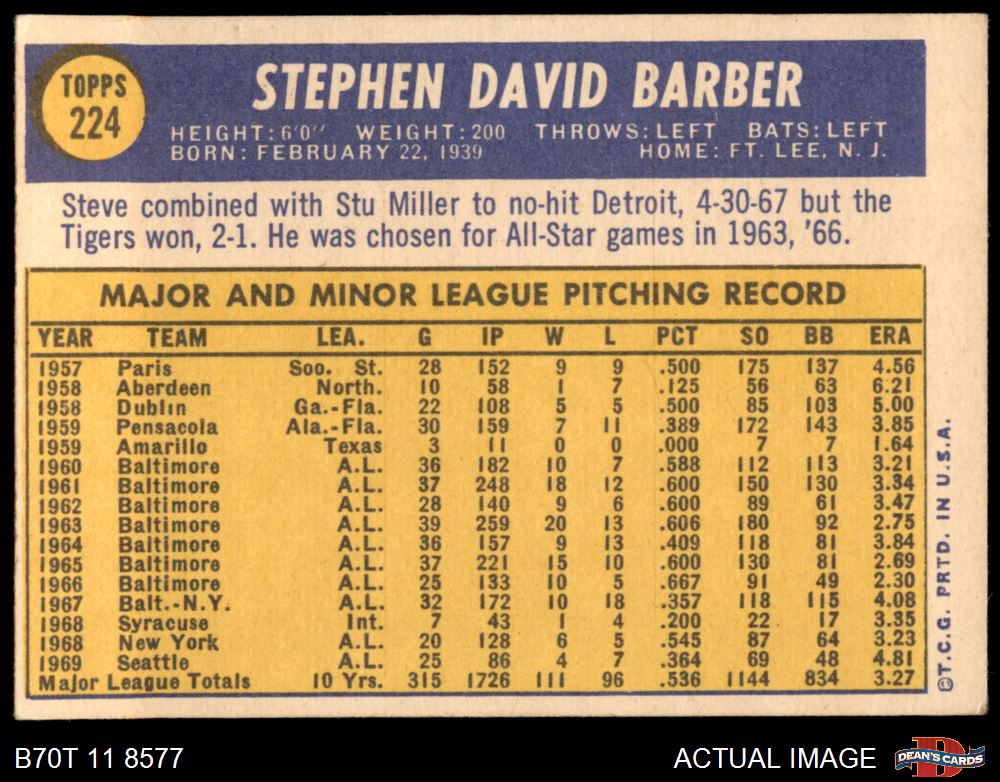 TOPPS
224
STEPHEN DAVID BARBER
HEIGHT: 6'0" WEIGHT: 200 THROWS: LEFT BATS: LEFT
BORN: FEBRUARY 22, 1939 HOME: FT. LEE, N. J.
Steve combined with Stu Miller to no-hit Detroit, 4-30-67 but the
Tigers won, 2-1. He was chosen for All-Star games in 1963, '66.
MAJOR AND MINOR LEAGUE PITCHING RECORD
YEAR TEAM LEA. G IP W L PCT SO BB ERA
1957 Paris Soo. St. 28 152 9 9 .500 175 137 4.56
1958 Aberdeen North. 10 58 1 7 .125 56 63 6.21
1958 Dublin Ga.-Fla. 22 108 5 5 .500 85 103 5.00
1959 Pensacola Ala.-Fla. 30 159 7 11 .389 172 143 3.85
1959 Amarillo Texas 3 11 0 0 .000 7 7 1.64
1960 Baltimore A.L. 36 182 10 7 .588 112 113 3.21
1961 Baltimore A.L. 37 248 18 12 .600 150 130 3.34
1962 Baltimore A.L. 28 140 9 6 .600 89 61 3.47
1963 Baltimore A.L. 39 259 20 13 .606 180 92 2.75
1964 Baltimore A.L. 36 157 9 13 .409 118 81 3.84
1965 Baltimore A.L. 37 221 15 10 .600 130 81 2.69
1966 Baltimore A.L. 25 133 10 5 .667 91 49 2.30
1967 Balt.-N.Y. A.L. 32 172 10 18 .357 118 115 4.08
1968 Syracuse Int. 7 43 1 4 .200 22 17 3.35
1968 New York A.L. 20 128 6 5 .545 87 64 3.23
1969 Seattle A.L. 25 86 4 7 .364 69 48 4.81
Major League Totals 10 Yrs. 315 1726 111 96 .536 1144 834 3.27
©T.C.G. PRTD. IN U.S.A.
B70T 11 8577 ACTUAL IMAGE
D
DEAN'S CARDS